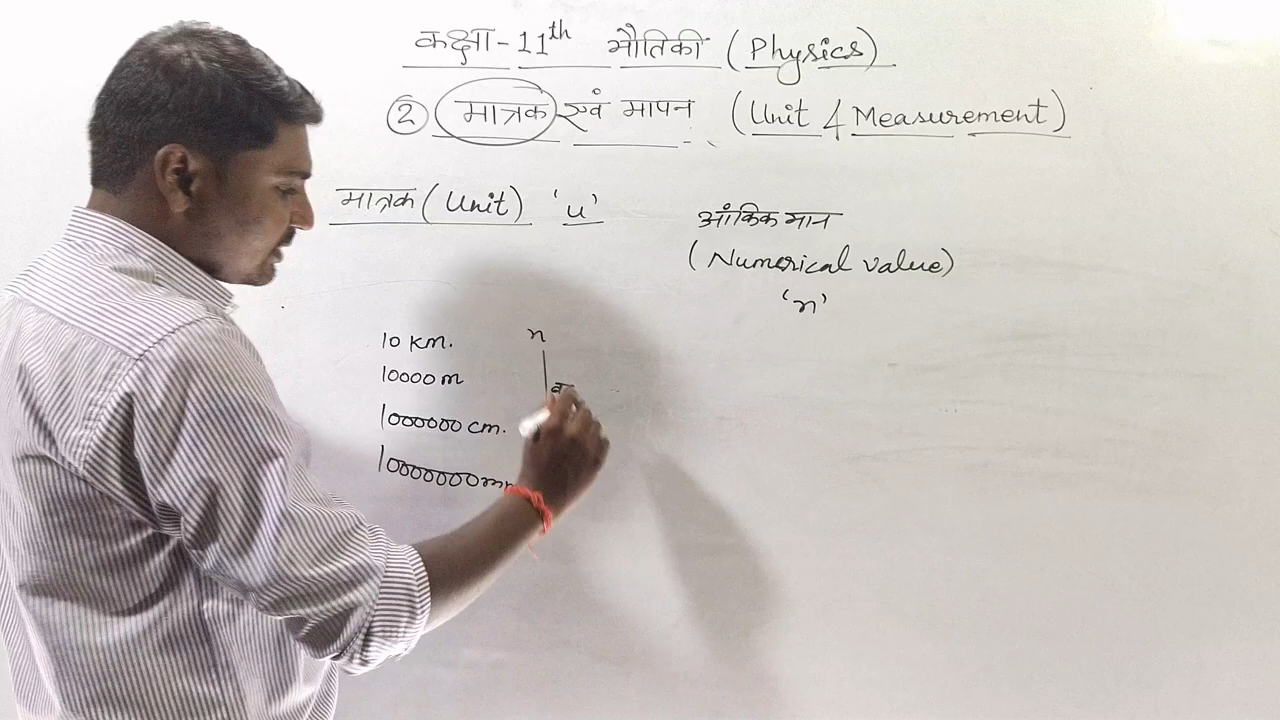 कक्षा - 11th भौतिकी (Physics)
② मात्रक एवं मापन (Unit & Measurement)
मात्रक (Unit) 'u'
आंकिक मान
(Numerical value)
'n'
10 km.
10000 m
1000000 cm.
10000000 m
n